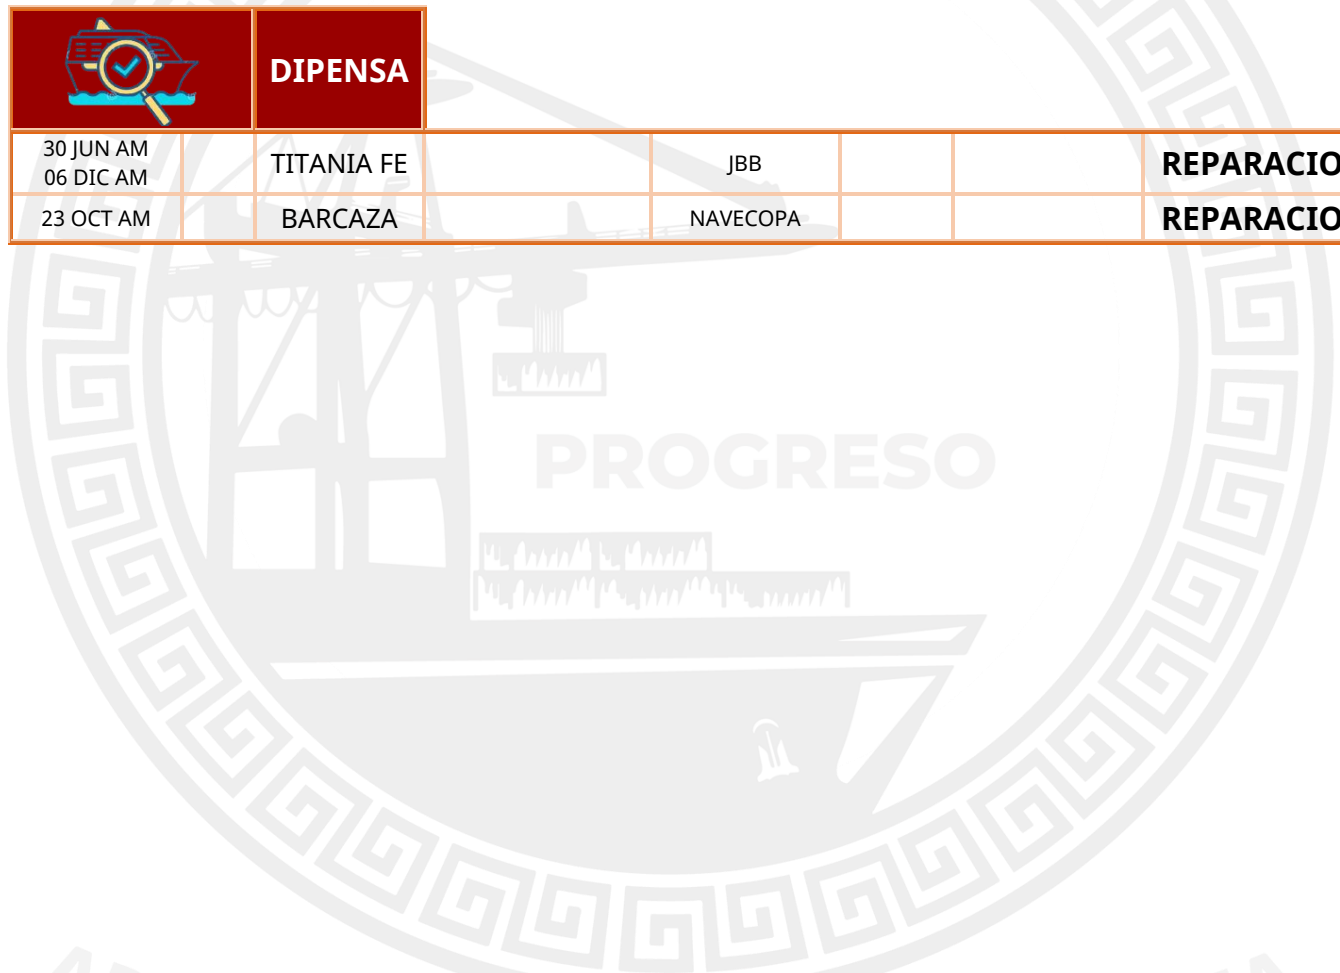 DIPENSA
30 JUN AM
06 DIC AM
TITANIA FE
JBB
REPARACIO
23 OCT AM
BARCAZA
NAVECOPA
REPARACIO
PROGRESO